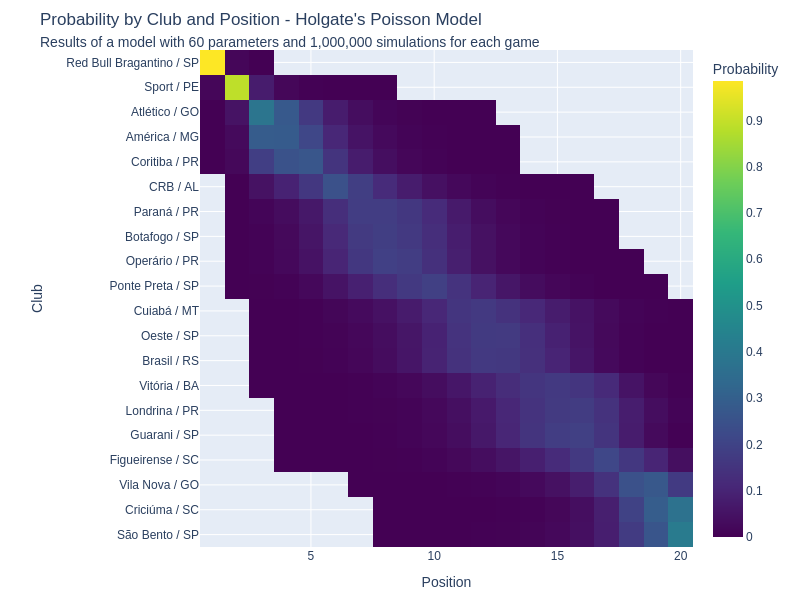 Probability by Club and Position - Holgate's Poisson Model
Results of a model with 60 parameters and 1,000,000 simulations for each game
Probability
Club
Red Bull Bragantino / SP
Sport / PE
Atlético / GO
América / MG
Coritiba / PR
CRB / AL
Paraná / PR
Botafogo / SP
Operário / PR
Ponte Preta / SP
Cuiabá / MT
Oeste / SP
Brasil / RS
Vitória / BA
Londrina / PR
Guarani / SP
Figueirense / SC
Vila Nova / GO
Criciúma / SC
São Bento / SP
5
10
15
20
Position
0.9
0.8
0.7
0.6
0.5
0.4
0.3
0.2
0.1
0